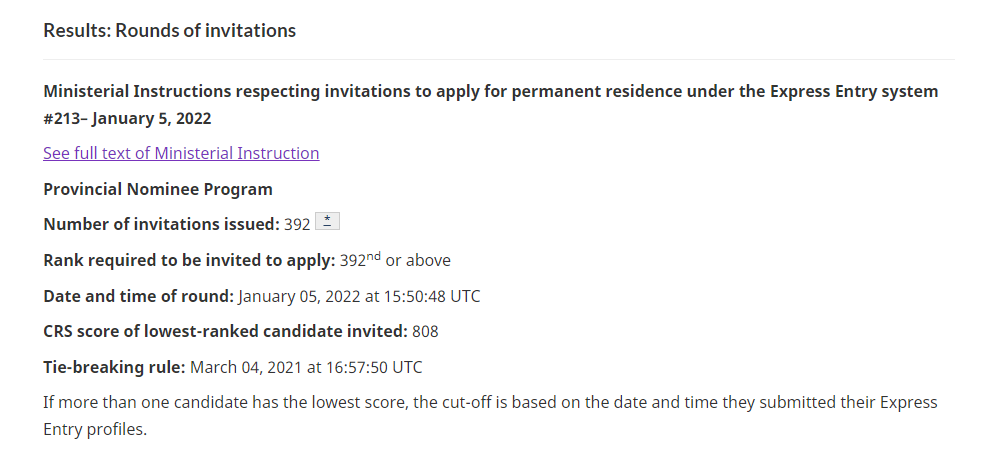 Results: Rounds of invitations
Ministerial Instructions respecting invitations to apply for permanent residence under the Express Entry system
#213– January 5, 2022
See full text of Ministerial Instruction
Provincial Nominee Program
Number of invitations issued: 392 *
Rank required to be invited to apply: 392nd or above
Date and time of round: January 05, 2022 at 15:50:48 UTC
CRS score of lowest-ranked candidate invited: 808
Tie-breaking rule: March 04, 2021 at 16:57:50 UTC
If more than one candidate has the lowest score, the cut-off is based on the date and time they submitted their Express
Entry profiles.